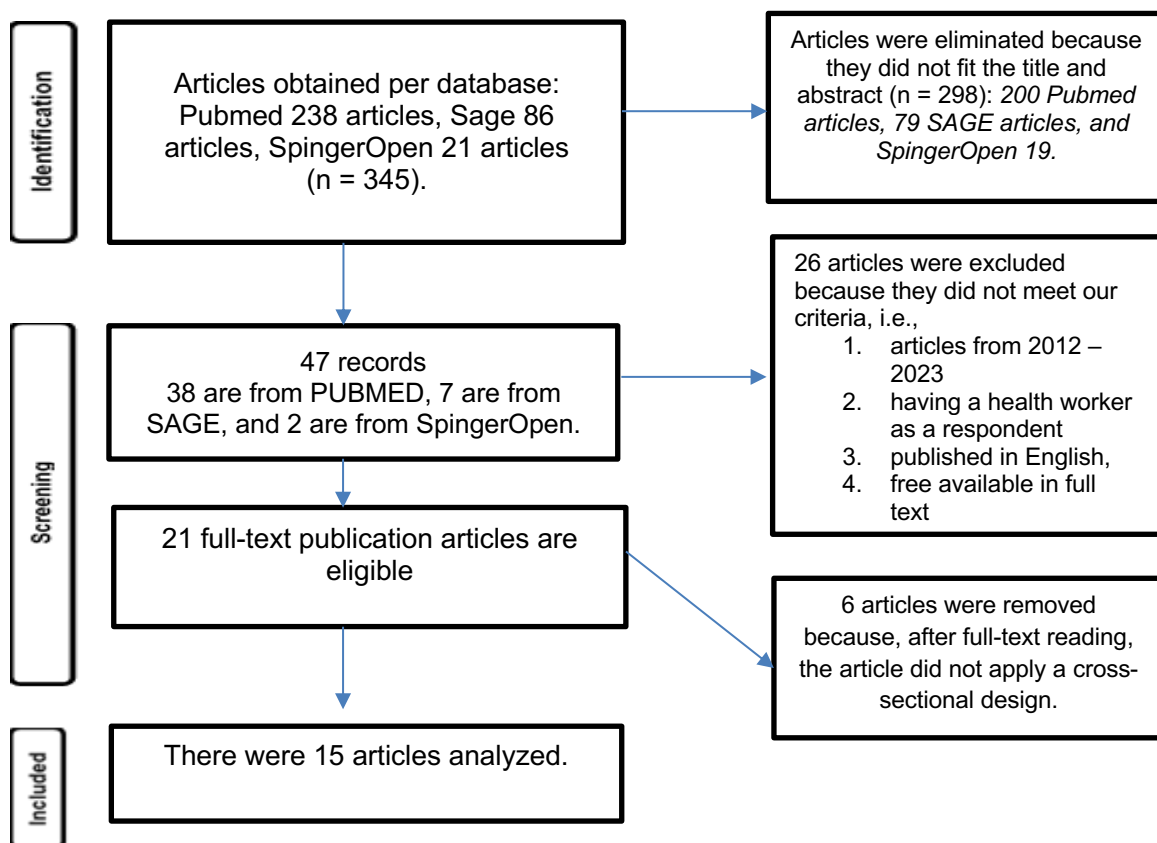 Identification
Articles obtained per database:
Pubmed 238 articles, Sage 86
articles, SpingerOpen 21 articles
(n = 345).
Articles were eliminated because
they did not fit the title and
abstract (n = 298): 200 Pubmed
articles, 79 SAGE articles, and
SpingerOpen 19.
Screening
47 records
38 are from PUBMED, 7 are from
SAGE, and 2 are from SpingerOpen.
26 articles were excluded
because they did not meet our
criteria, i.e.,
1. articles from 2012 –
2023
2. having a health worker
as a respondent
3. published in English,
4. free available in full
text
21 full-text publication articles are
eligible
6 articles were removed
because, after full-text reading,
the article did not apply a cross-
sectional design.
Included
There were 15 articles analyzed.